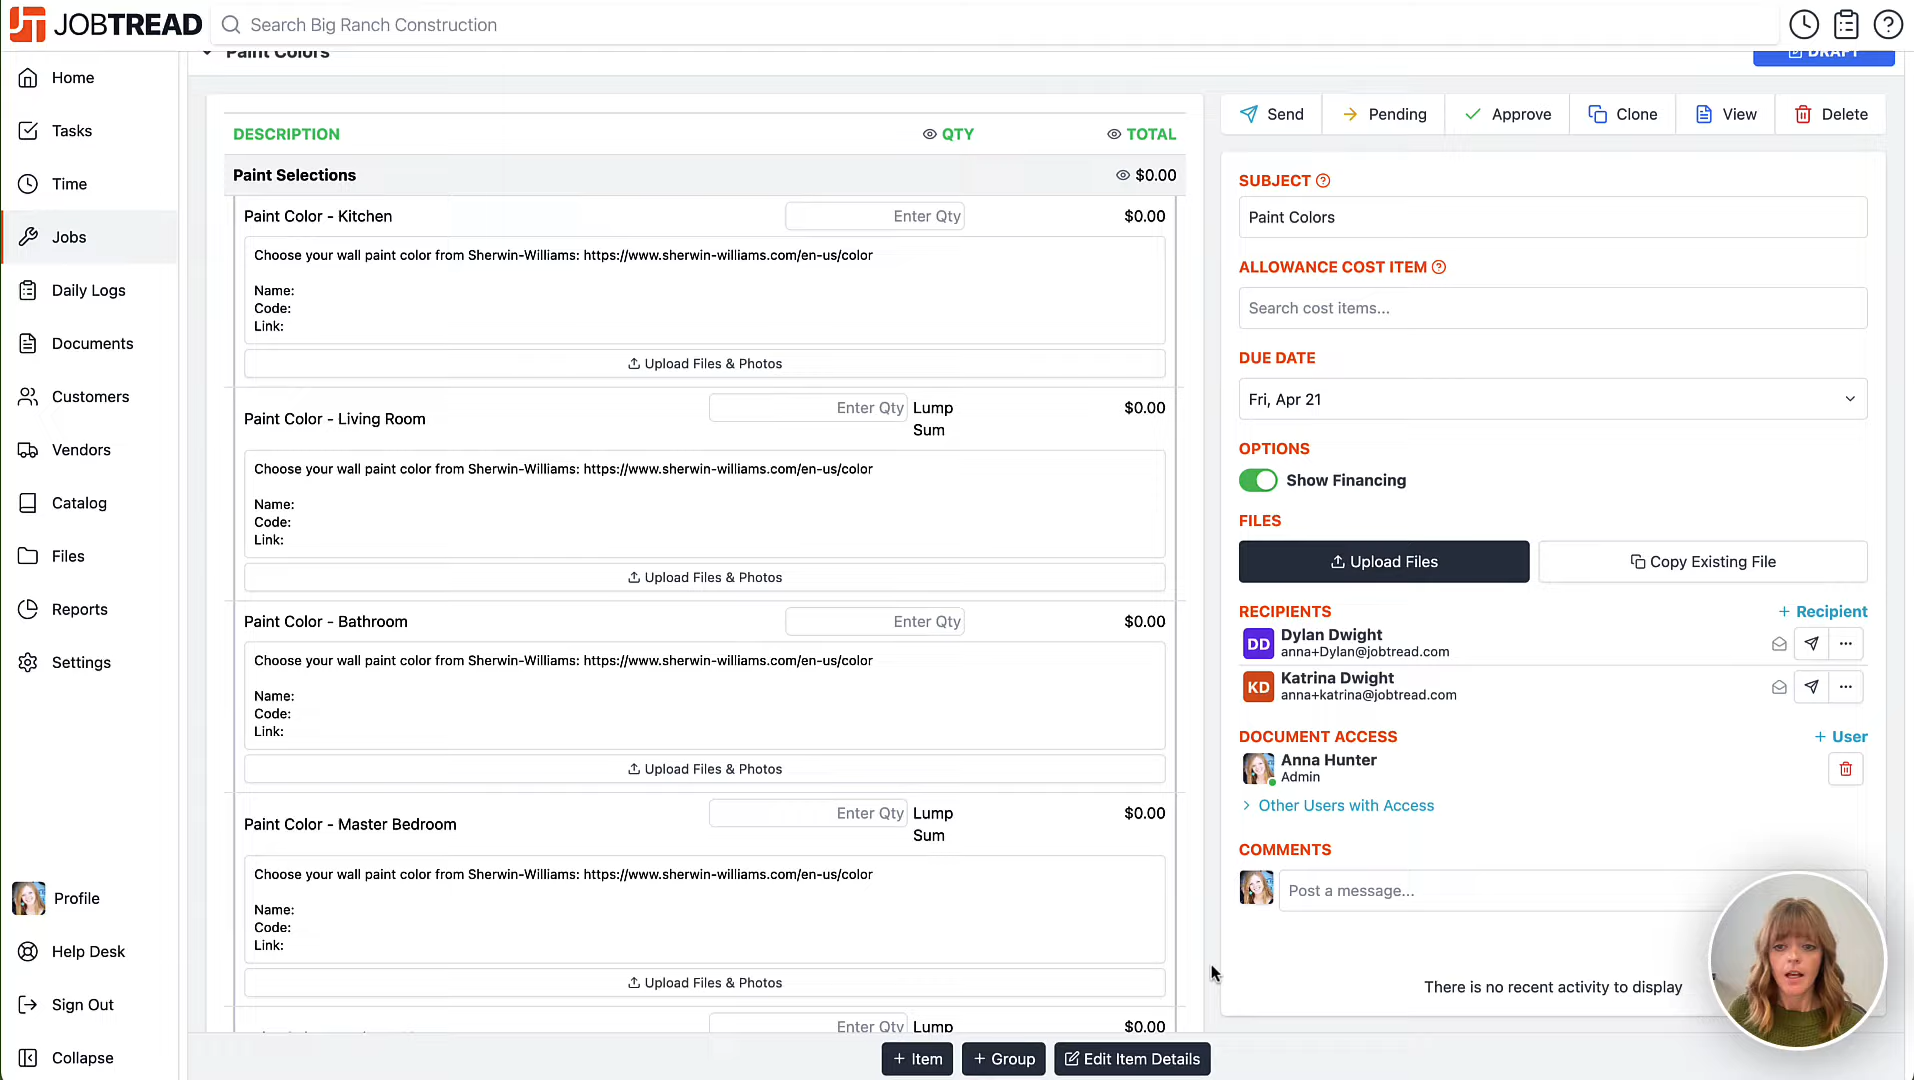 JOBTREAD
Search Big Ranch Construction
Paint Colors
DRAFT
Home
Tasks
Time
Jobs
Daily Logs
Documents
Customers
Vendors
Catalog
Files
Reports
Settings
Profile
Help Desk
Sign Out
Collapse
DESCRIPTION QTY TOTAL
Paint Selections $0.00
Paint Color - Kitchen Enter Qty $0.00
Choose your wall paint color from Sherwin-Williams: https://www.sherwin-williams.com/en-us/color
Name:
Code:
Link:
Upload Files & Photos
Paint Color - Living Room Enter Qty Lump Sum $0.00
Choose your wall paint color from Sherwin-Williams: https://www.sherwin-williams.com/en-us/color
Name:
Code:
Link:
Upload Files & Photos
Paint Color - Bathroom Enter Qty $0.00
Choose your wall paint color from Sherwin-Williams: https://www.sherwin-williams.com/en-us/color
Name:
Code:
Link:
Upload Files & Photos
Paint Color - Master Bedroom Enter Qty Lump Sum $0.00
Choose your wall paint color from Sherwin-Williams: https://www.sherwin-williams.com/en-us/color
Name:
Code:
Link:
Upload Files & Photos
Enter Qty Lump $0.00
+ Item + Group Edit Item Details
Send Pending Approve Clone View Delete
SUBJECT
Paint Colors
ALLOWANCE COST ITEM
Search cost items...
DUE DATE
Fri, Apr 21
OPTIONS
Show Financing
FILES
Upload Files Copy Existing File
RECIPIENTS + Recipient
DD Dylan Dwight
anna+Dylan@jobtread.com
KD Katrina Dwight
anna+katrina@jobtread.com
DOCUMENT ACCESS + User
Anna Hunter
Admin
Other Users with Access
COMMENTS
Post a message...
There is no recent activity to display